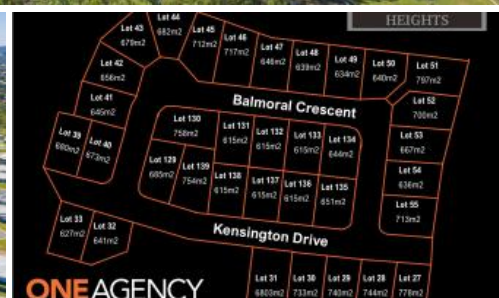 HEIGHTS
Lot 44
682m2
Lot 43
679m2
Lot 45
712m2
Lot 46
717m2
Lot 47
646m2
Lot 48
639m2
Lot 49
634m2
Lot 50
640m2
Lot 51
797m2
Lot 42
656m2
Lot 52
700m2
Lot 41
646m2
Balmoral Crescent
Lot 53
667m2
Lot 39
680m2
Lot 40
673m2
Lot 130
758m2
Lot 131
615m2
Lot 132
615m2
Lot 133
615m2
Lot 134
644m2
Lot 54
636m2
Lot 129
685m2
Lot 139
754m2
Lot 138
615m2
Lot 137
615m2
Lot 136
615m2
Lot 135
651m2
Lot 55
713m2
Lot 33
627m2
Lot 32
641m2
Kensington Drive
Lot 31
6803m2
Lot 30
733m2
Lot 29
740m2
Lot 28
744m2
Lot 27
778m2
ONE AGENCY